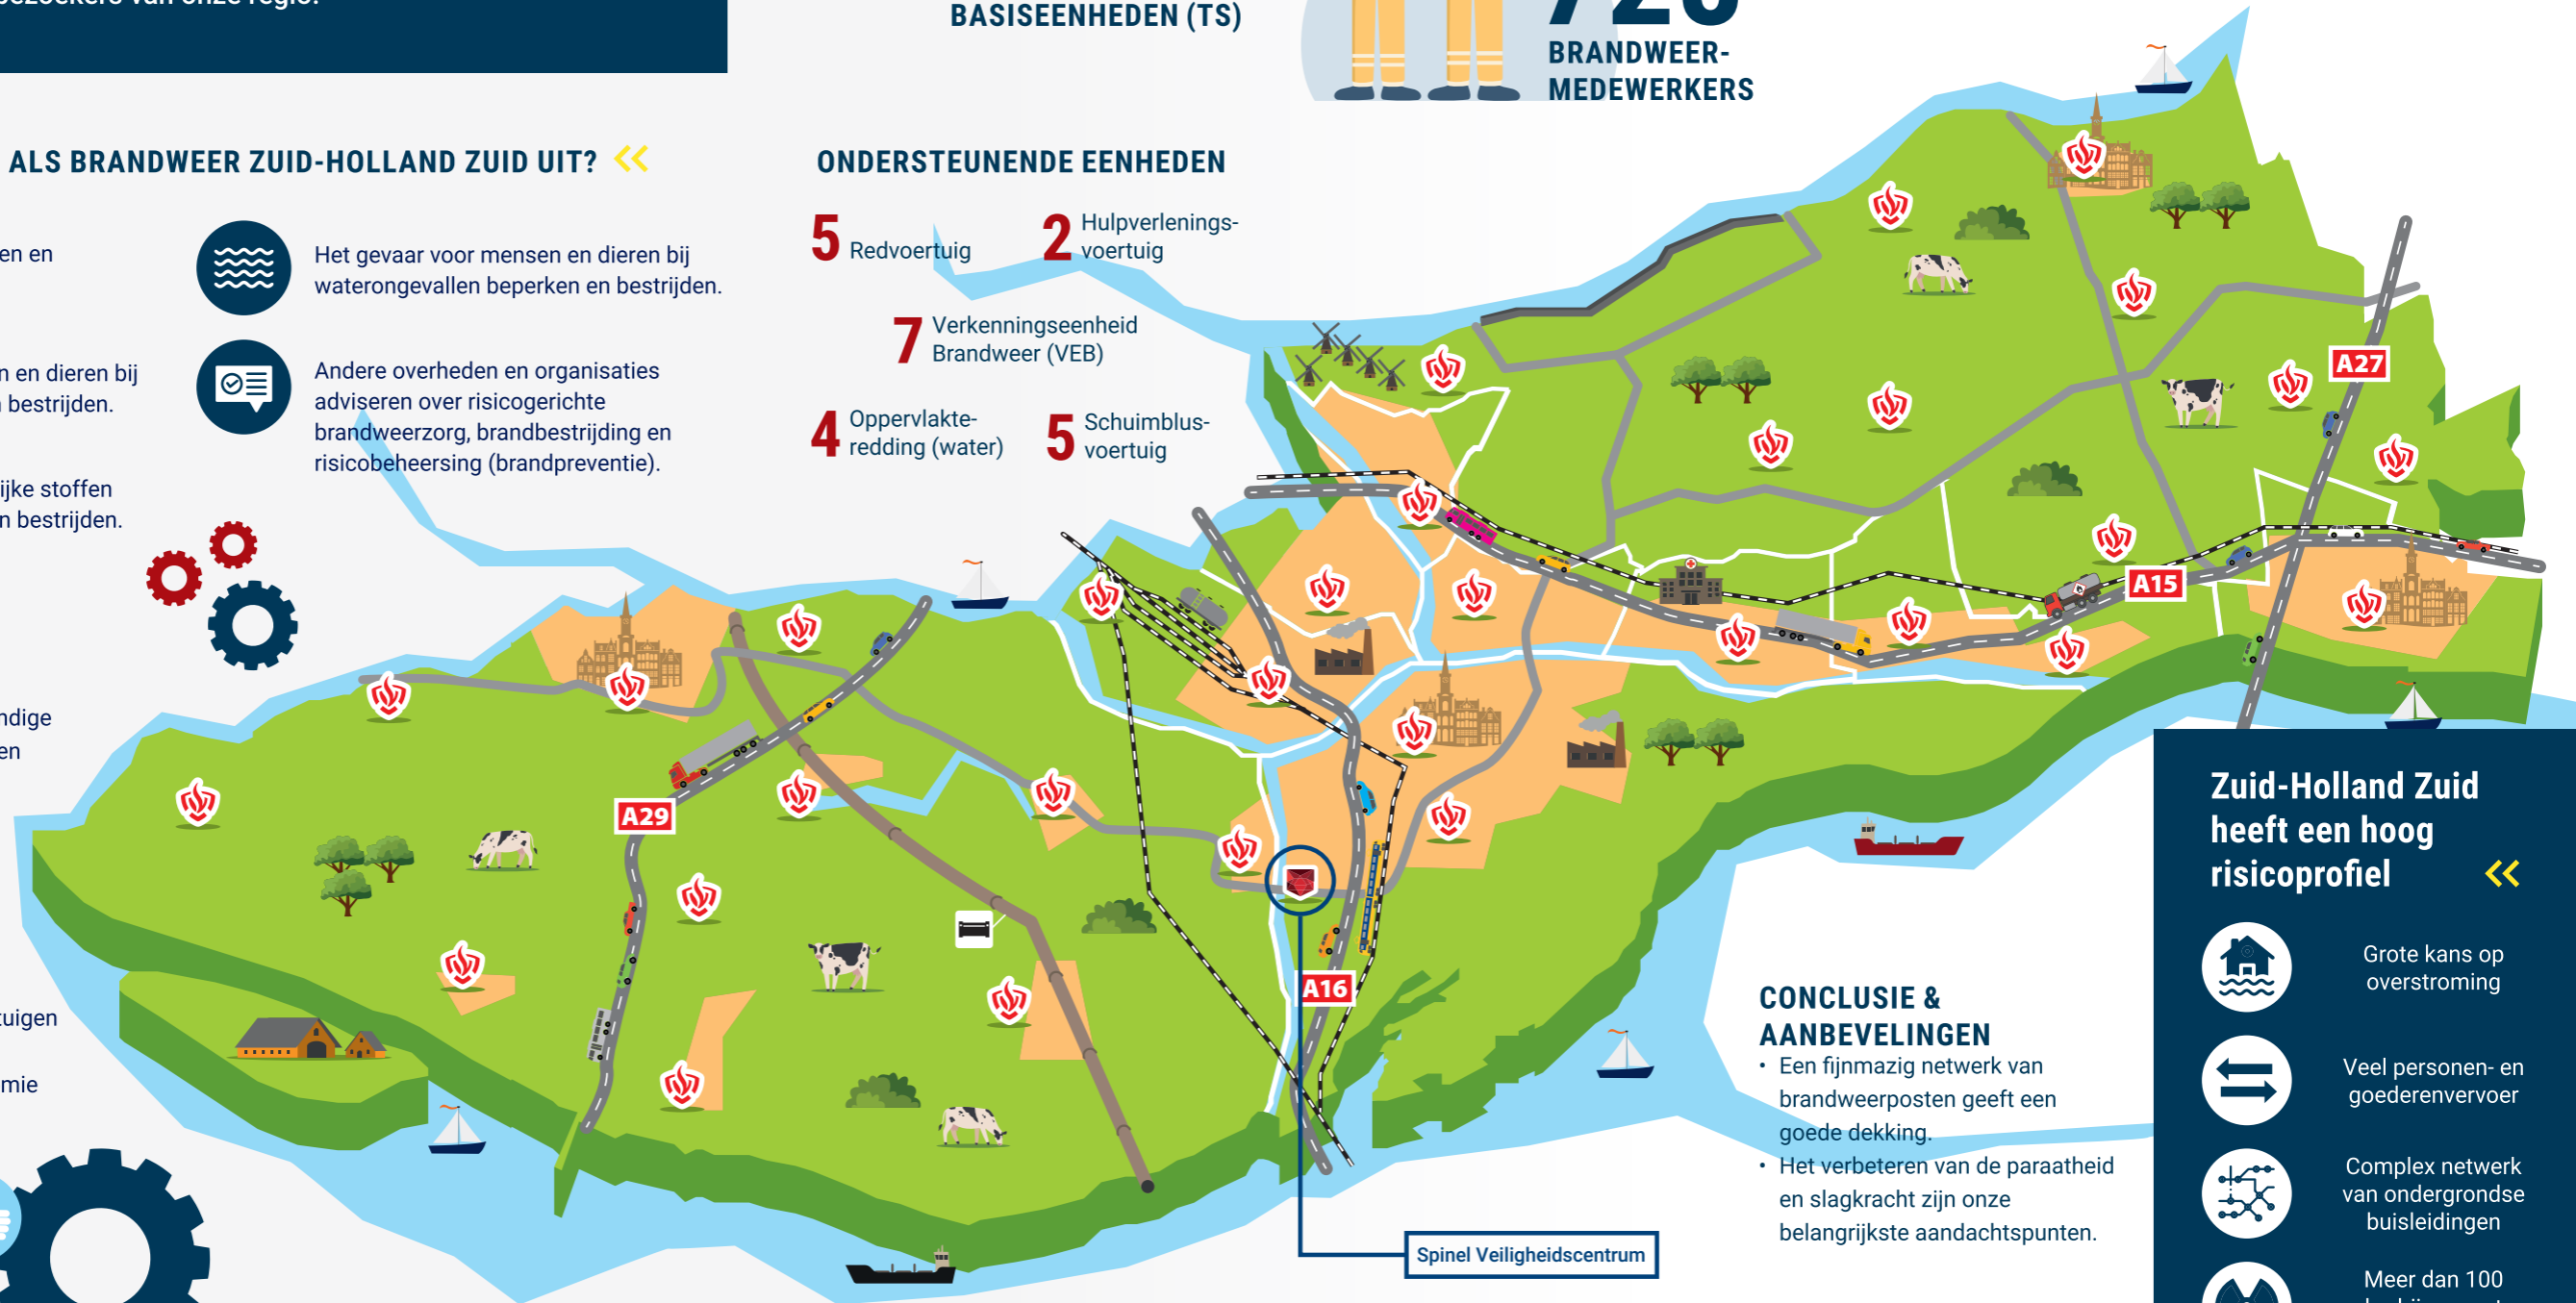 bezoekers van onze regio.
BASISEENHEDEN (TS)
BRANDWEER-
MEDEWERKERS
ALS BRANDWEER ZUID-HOLLAND ZUID UIT?
en en
n en dieren bij
bestrijden.
ijke stoffen
n bestrijden.
ndige
en
tuigen
mie
Het gevaar voor mensen en dieren bij
waterongevallen beperken en bestrijden.
Andere overheden en organisaties
adviseren over risicogerichte
brandweerzorg, brandbestrijding en
risicobeheersing (brandpreventie).
ONDERSTEUNENDE EENHEDEN
5 Redvoertuig
2 Hulpverlenings-
voertuig
7 Verkenningseenheid
Brandweer (VEB)
4 Oppervlakte-
redding (water)
5 Schuimblus-
voertuig
A27
A15
A29
A16
Spinel Veiligheidscentrum
CONCLUSIE &
AANBEVELINGEN
• Een fijnmazig netwerk van
brandweerposten geeft een
goede dekking.
• Het verbeteren van de paraatheid
en slagkracht zijn onze
belangrijkste aandachtspunten.
Zuid-Holland Zuid
heeft een hoog
risicoprofiel
Grote kans op
overstroming
Veel personen- en
goederenvervoer
Complex netwerk
van ondergrondse
buisleidingen
Meer dan 100